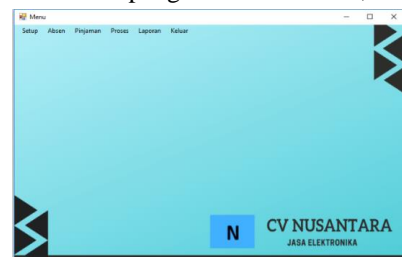 Menu
Setup Absen Pinjaman Proses Laporan Keluar
N
CV NUSANTARA
JASA ELEKTRONIKA